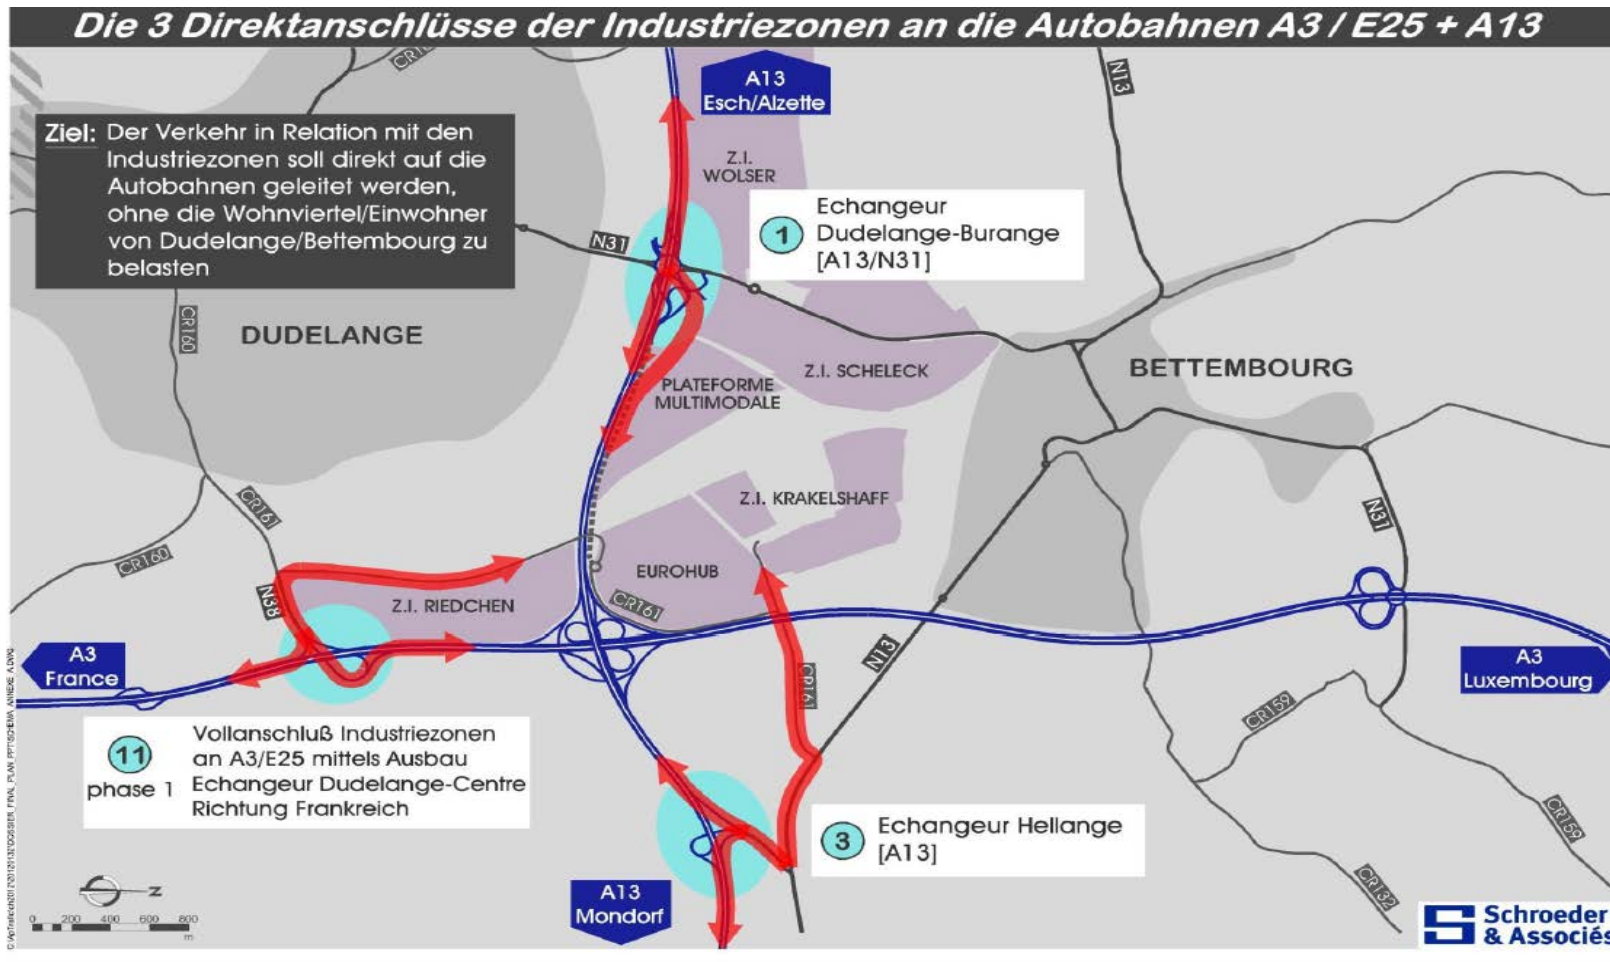 Die 3 Direktanschlüsse der Industriezonen an die Autobahnen A3 / E25 + A13
Ziel: Der Verkehr in Relation mit den
Industriezonen soll direkt auf die
Autobahnen geleitet werden,
ohne die Wohnviertel/Einwohner
von Dudelange/Bettembourg zu
belasten
A13
Esch/Alzette
N13
Z.I.
WOLSER
1
Echangeur
Dudelange-Burange
[A13/N31]
N31
CR160
DUDELANGE
BETTEMBOURG
Z.I. SCHELECK
PLATEFORME
MULTIMODALE
Z.I. KRAKELSHAFF
CR161
CR160
N31
N38
EUROHUB
Z.I. RIEDCHEN
CR161
N13
CR161
A3
France
A3
Luxembourg
CR159
CR159
CR132
11
phase 1
Vollanschluß Industriezonen
an A3/E25 mittels Ausbau
Echangeur Dudelange-Centre
Richtung Frankreich
3
Echangeur Hellange
[A13]
A13
Mondorf
Z
0 200 400 600 800
m
Schroeder
& Associés